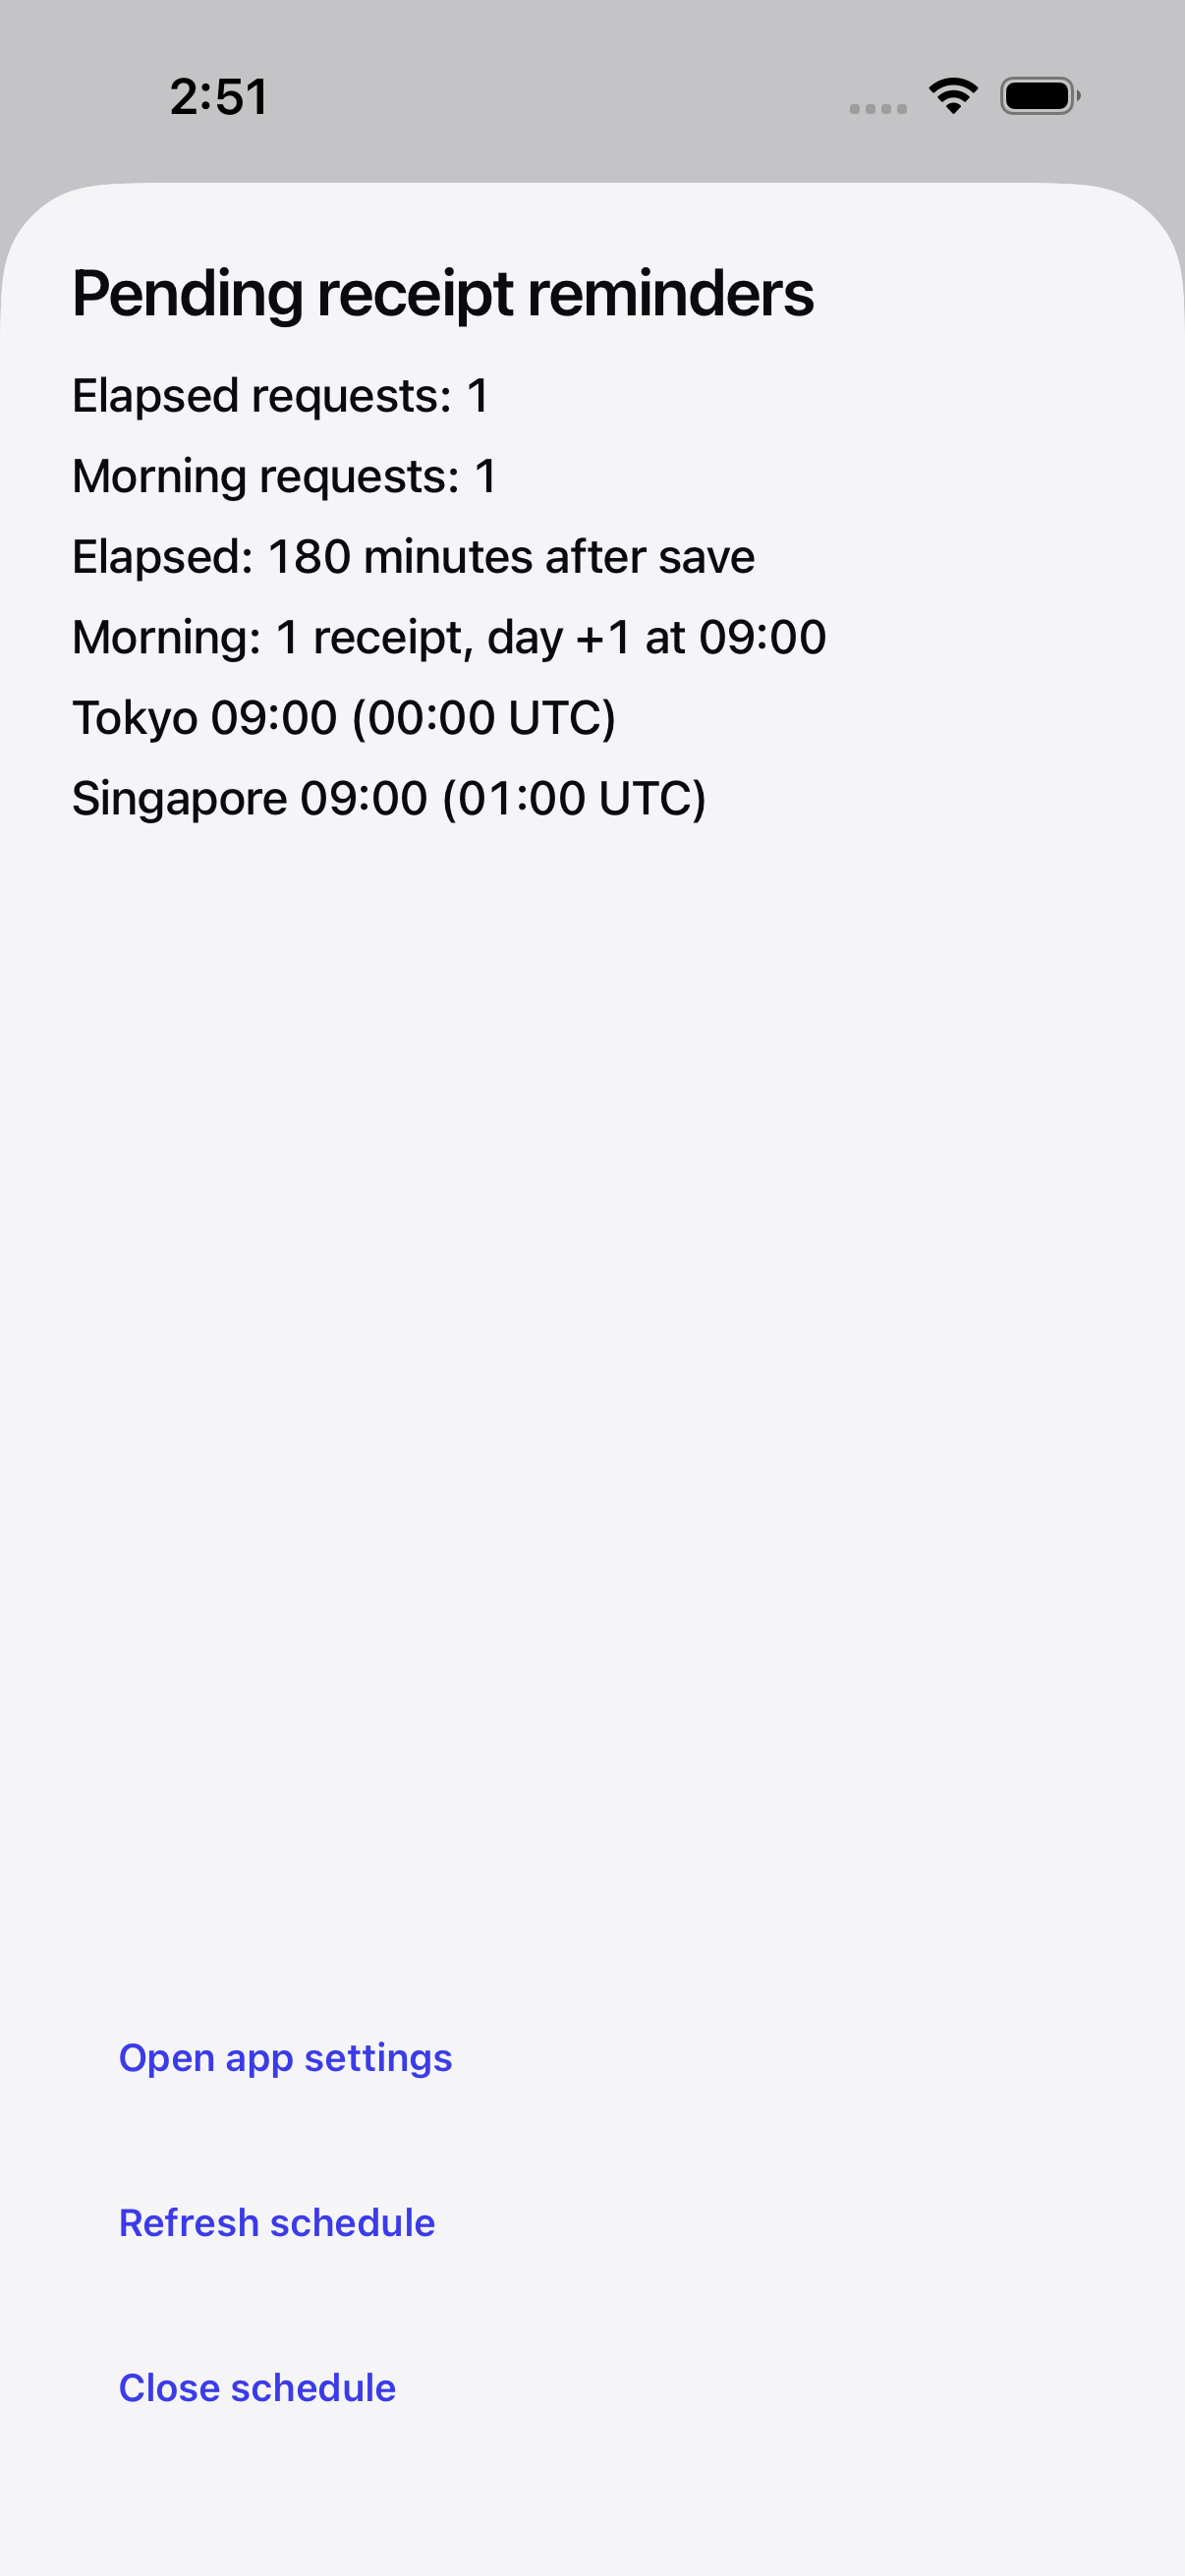 2:51
Pending receipt reminders
Elapsed requests: 1
Morning requests: 1
Elapsed: 180 minutes after save
Morning: 1 receipt, day +1 at 09:00
Tokyo 09:00 (00:00 UTC)
Singapore 09:00 (01:00 UTC)
Open app settings
Refresh schedule
Close schedule